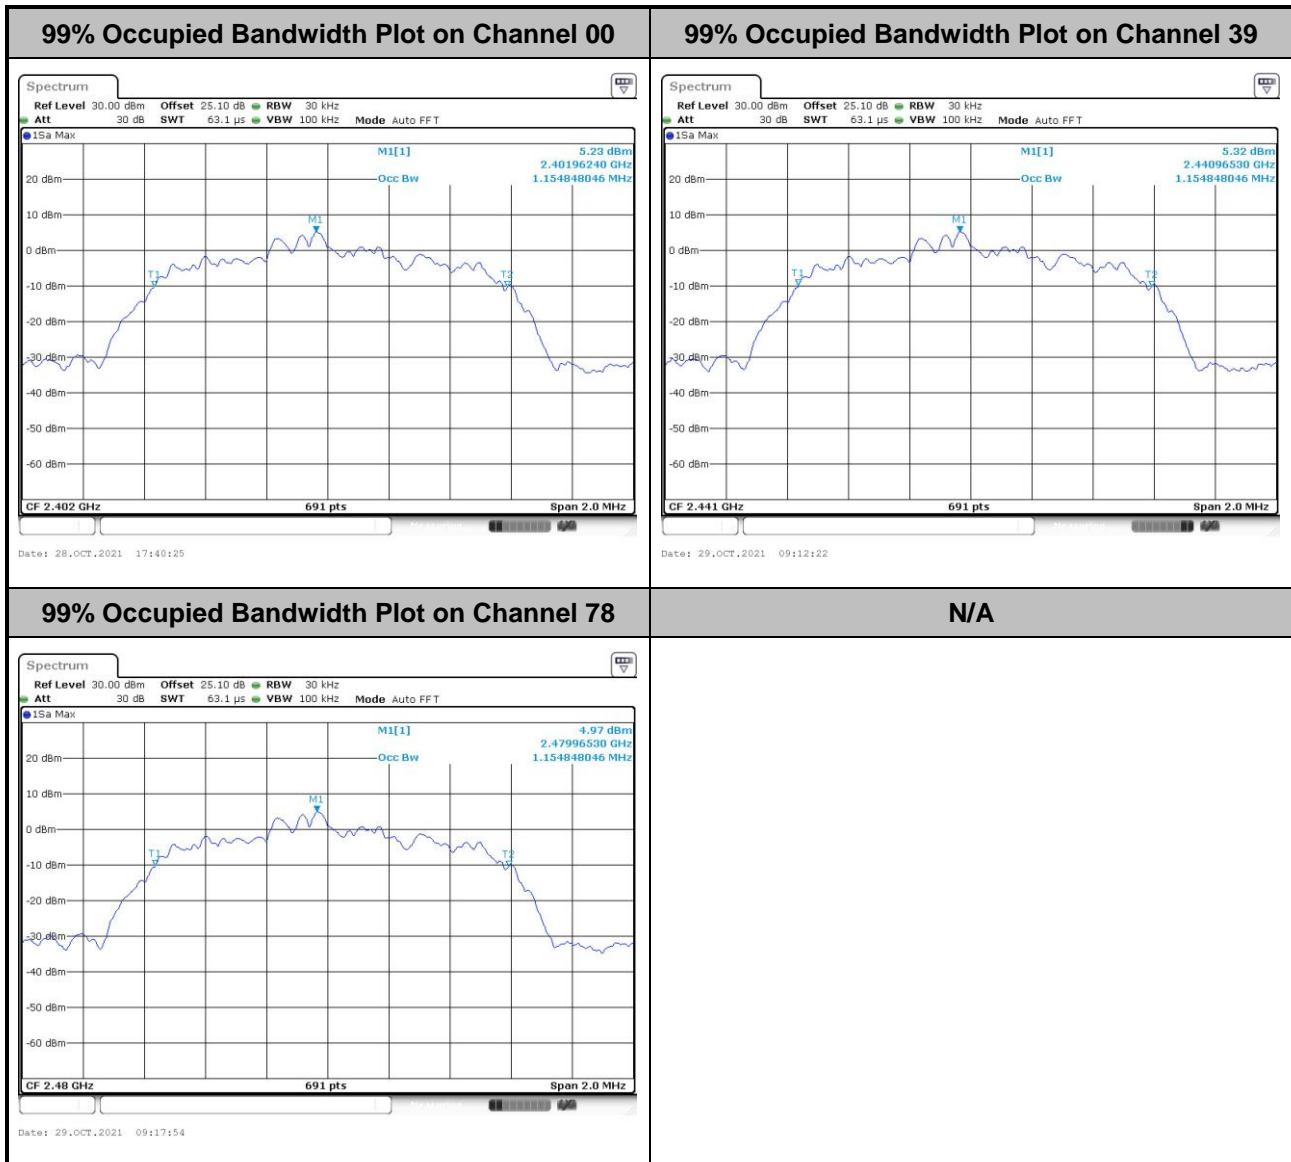 99% Occupied Bandwidth Plot on Channel 00
Spectrum
Ref Level 30.00 dBm Offset 25.10 dB RBW 30 kHz
Att 30 dB SWT 63.1 µs VBW 100 kHz Mode Auto FFT
1Sa Max
M1[1] 5.23 dBm
2.40196240 GHz
20 dBm Occ Bw 1.154848046 MHz
10 dBm
M1
0 dBm
T1 T2
-10 dBm
-20 dBm
-30 dBm
-40 dBm
-50 dBm
-60 dBm
CF 2.402 GHz 691 pts Span 2.0 MHz
Date: 28.OCT.2021 17:40:25
99% Occupied Bandwidth Plot on Channel 39
Spectrum
Ref Level 30.00 dBm Offset 25.10 dB RBW 30 kHz
Att 30 dB SWT 63.1 µs VBW 100 kHz Mode Auto FFT
1Sa Max
M1[1] 5.32 dBm
2.44096530 GHz
20 dBm Occ Bw 1.154848046 MHz
10 dBm
M1
0 dBm
T1 T2
-10 dBm
-20 dBm
-30 dBm
-40 dBm
-50 dBm
-60 dBm
CF 2.441 GHz 691 pts Span 2.0 MHz
Date: 29.OCT.2021 09:12:22
99% Occupied Bandwidth Plot on Channel 78
Spectrum
Ref Level 30.00 dBm Offset 25.10 dB RBW 30 kHz
Att 30 dB SWT 63.1 µs VBW 100 kHz Mode Auto FFT
1Sa Max
M1[1] 4.97 dBm
2.47996530 GHz
20 dBm Occ Bw 1.154848046 MHz
10 dBm
M1
0 dBm
T1 T2
-10 dBm
-20 dBm
-30 dBm
-40 dBm
-50 dBm
-60 dBm
CF 2.48 GHz 691 pts Span 2.0 MHz
Date: 29.OCT.2021 09:17:54
N/A